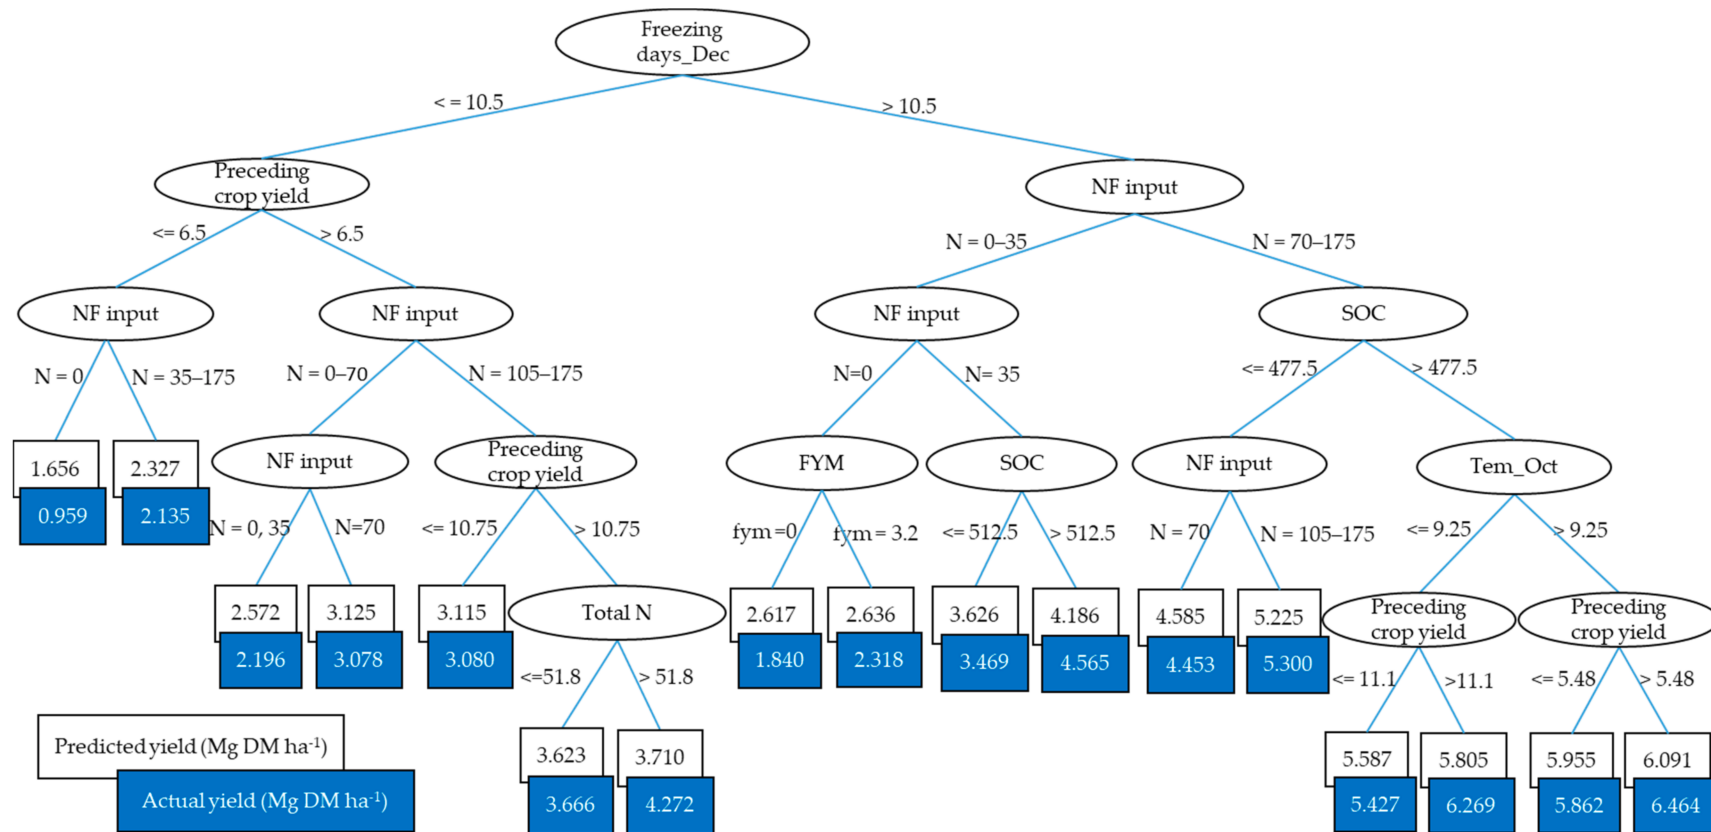 Freezing
days_Dec
< = 10.5
> 10.5
Preceding
crop yield
NF input
<= 6.5
> 6.5
N = 0–35
N = 70–175
NF input
NF input
NF input
SOC
N = 0
N = 35–175
N = 0–70
N = 105–175
N=0
N= 35
<= 477.5
> 477.5
1.656
0.959
2.327
2.135
NF input
Preceding
crop yield
FYM
SOC
NF input
Tem_Oct
N = 0, 35
N=70
<= 10.75
> 10.75
fym =0
fym = 3.2
<= 512.5
> 512.5
N = 70
N = 105–175
<= 9.25
> 9.25
2.572
2.196
3.125
3.078
3.115
3.080
Total N
2.617
1.840
2.636
2.318
3.626
3.469
4.186
4.565
4.585
4.453
5.225
5.300
Preceding
crop yield
Preceding
crop yield
<=51.8
> 51.8
<= 11.1
>11.1
<= 5.48
> 5.48
3.623
3.666
3.710
4.272
5.587
5.427
5.805
6.269
5.955
5.862
6.091
6.464
Predicted yield (Mg DM ha⁻¹)
Actual yield (Mg DM ha⁻¹)